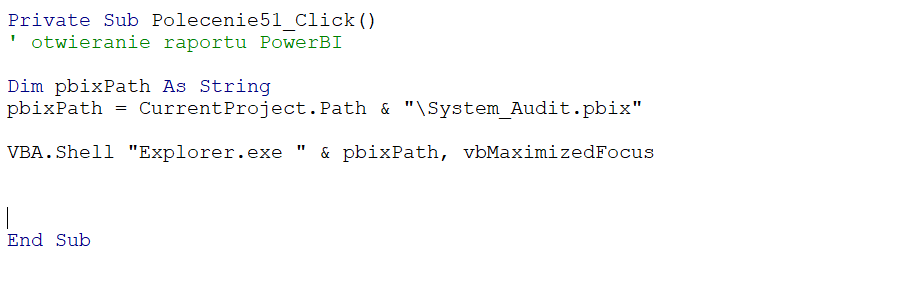 Private Sub Polecenie51_Click()
' otwieranie raportu PowerBI
Dim pbixPath As String
pbixPath = CurrentProject.Path & "\System_Audit.pbix"
VBA.Shell "Explorer.exe " & pbixPath, vbMaximizedFocus
End Sub